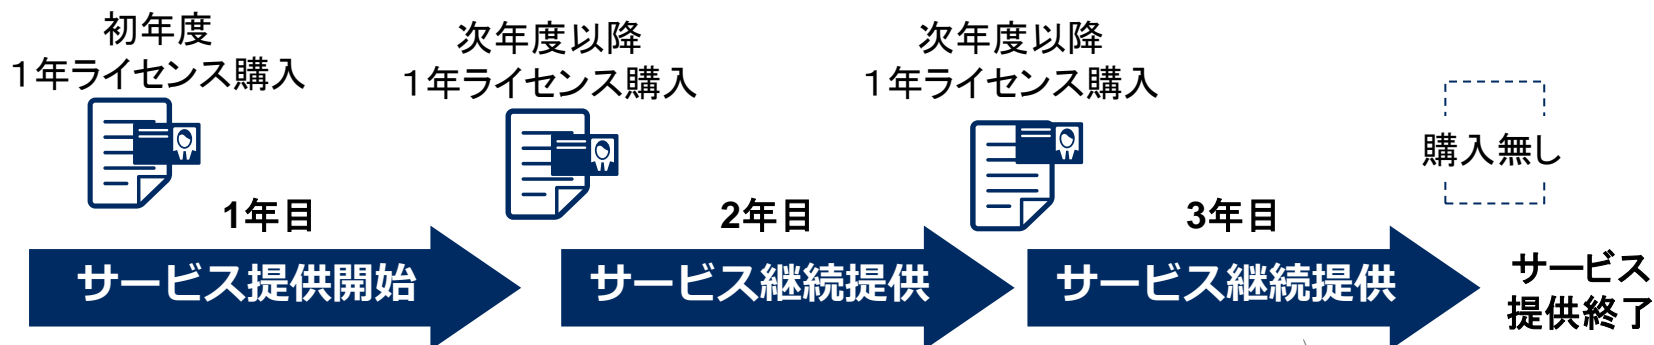 初年度
１年ライセンス購入
次年度以降
１年ライセンス購入
次年度以降
１年ライセンス購入
購入無し
1年目
2年目
3年目
サービス提供開始
サービス継続提供
サービス継続提供
サービス
提供終了